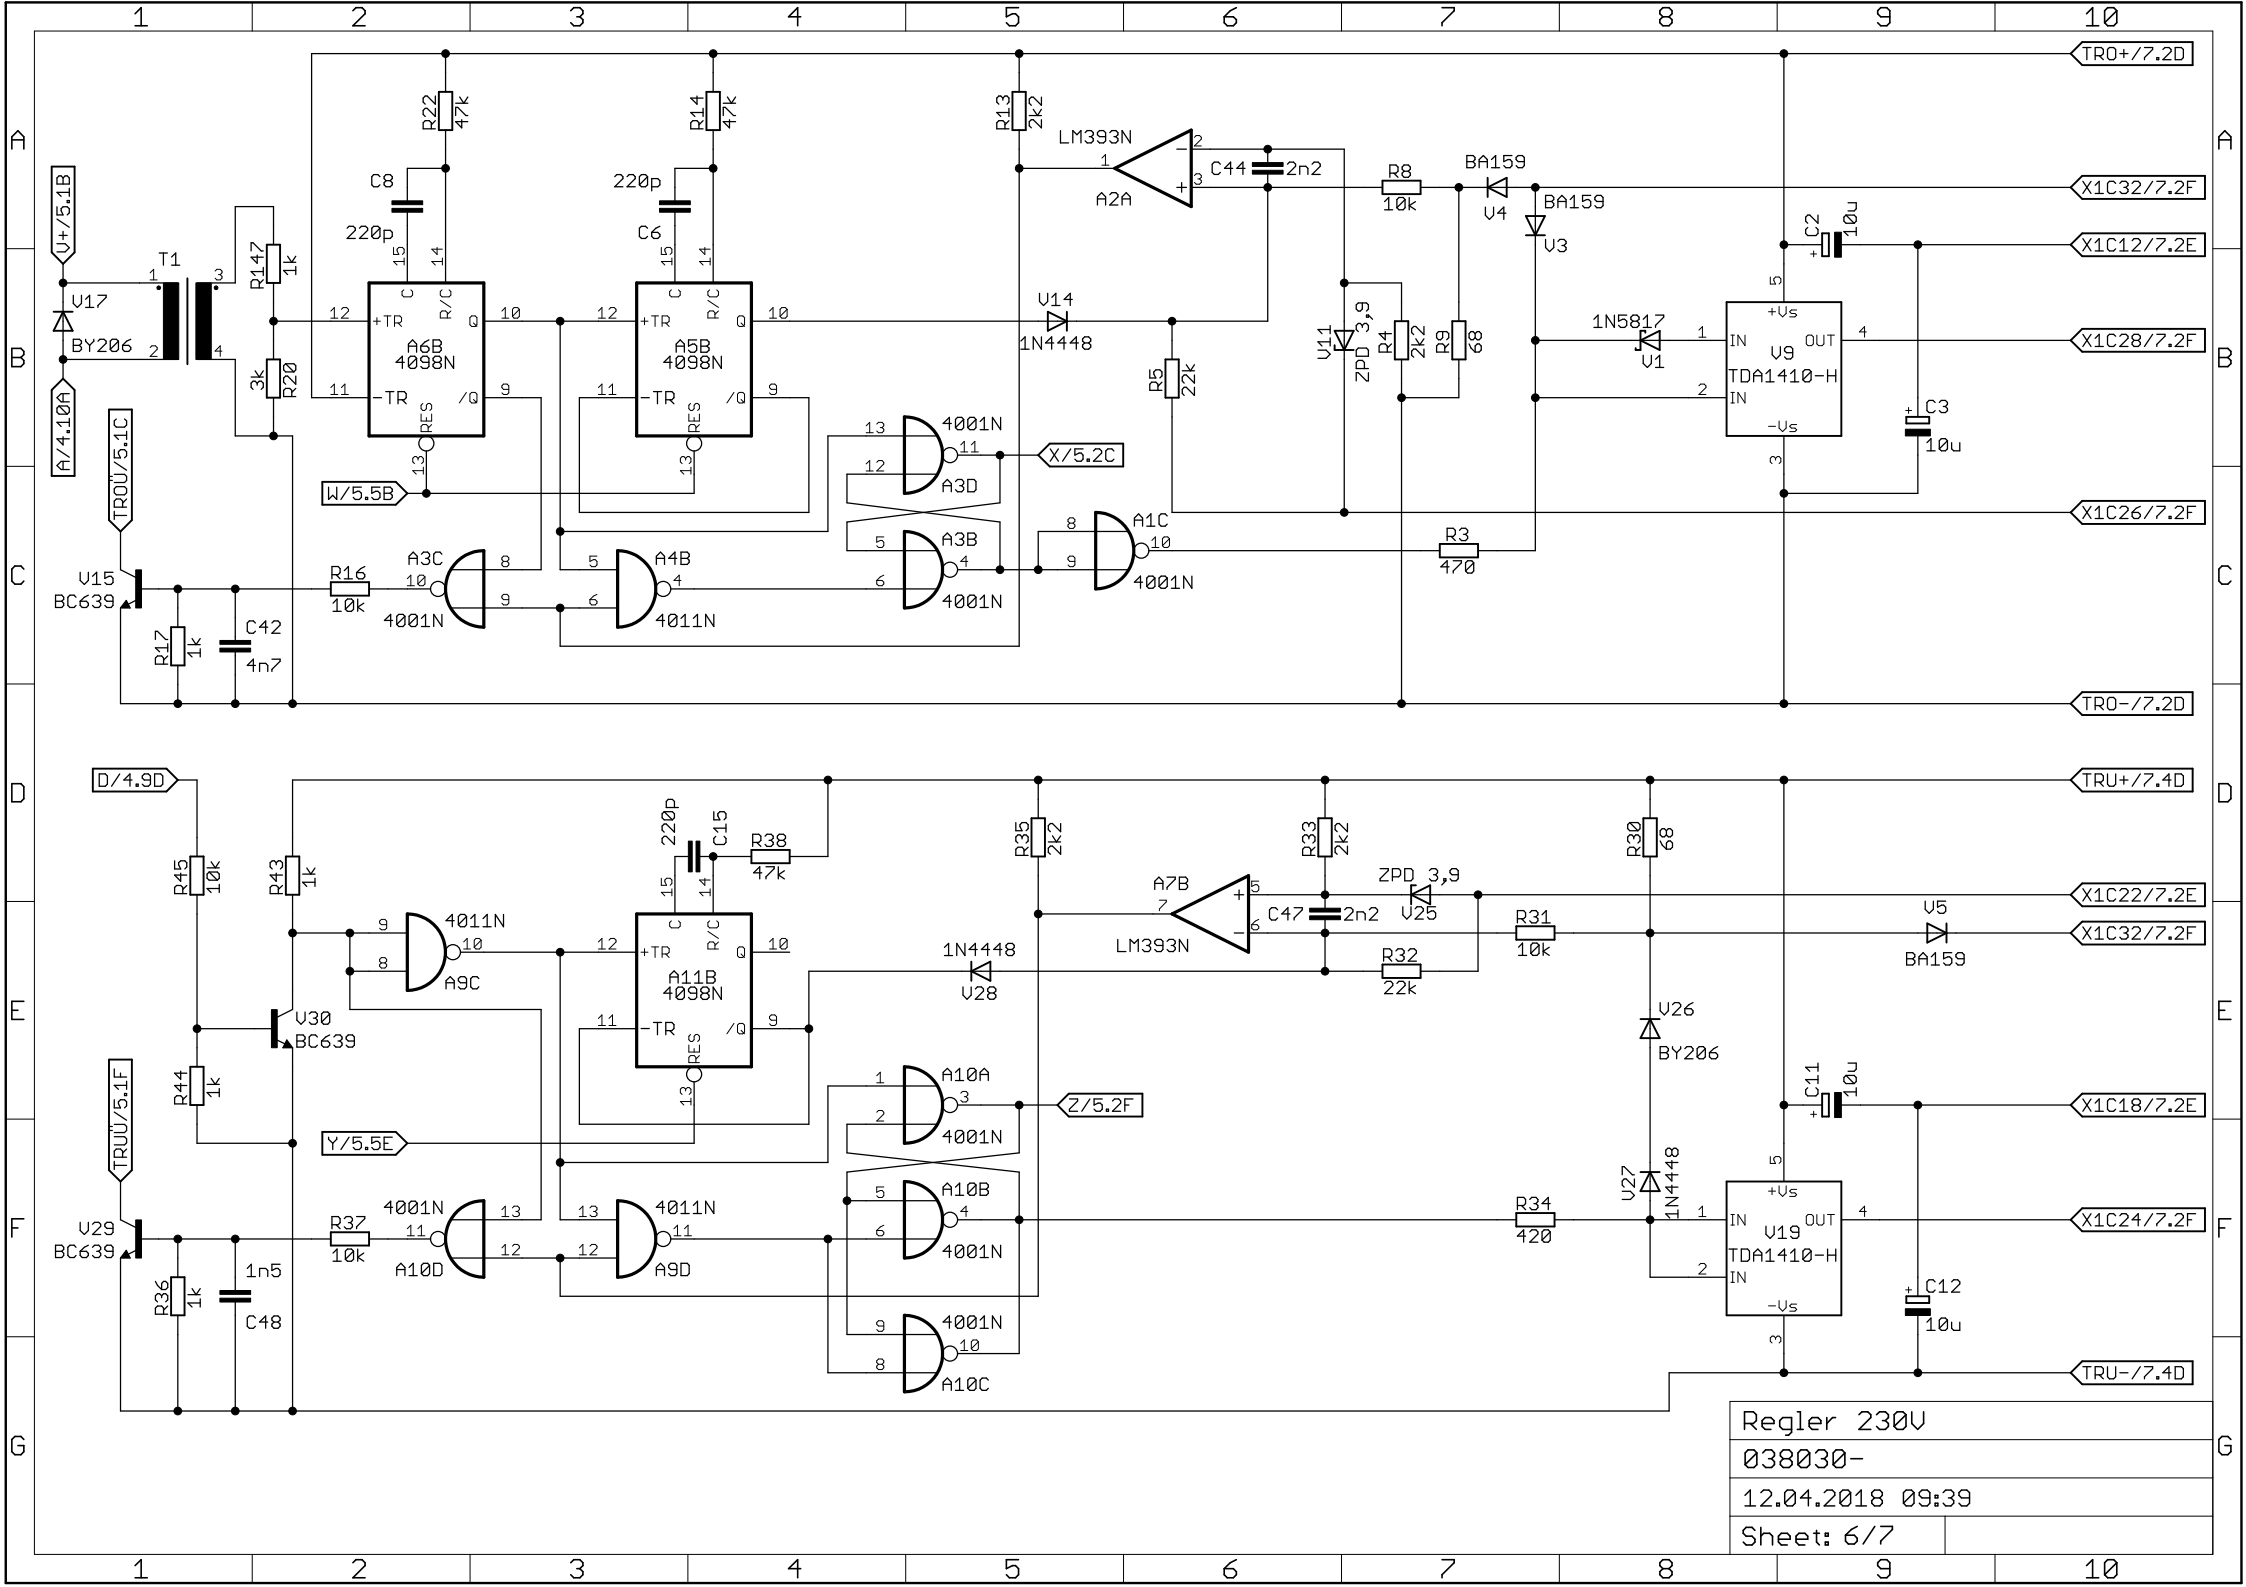 1 2 3 4 5 6 7 8 9 10
A
B
C
D
E
F
G
A
B
C
D
E
F
G
TRO+/7.2D
R22
47k
R14
47k
R13
2k2
LM393N
1
2
3
−
+
A2A
C44
2n2
R8
10k
BA159
V4
BA159
V3
X1C32/7.2F
C8
220p
15
14
220p
C6
15
14
C2
10u
+
X1C12/7.2E
V+/5.1B
T1
1
2
3
4
V17
BY206
A/4.10A
R147
1k
3k
R20
12
11
+TR
-TR
C
R/C
Q
/Q
RES
A6B
4098N
10
9
13
12
11
+TR
-TR
C
R/C
Q
/Q
RES
A5B
4098N
10
9
13
V14
1N4448
R5
22k
V11
ZPD 3,9
R4
2k2
R9
68
1N5817
V1
1
2
IN
IN
+Vs
-Vs
OUT
V9
TDA1410-H
5
4
3
X1C28/7.2F
+
C3
10u
TROU/5.1C
W/5.5B
13
12
4001N
11
A3D
X/5.2C
X1C26/7.2F
V15
BC639
R17
1k
C42
4n7
R16
10k
A3C
10
8
9
4001N
A4B
5
6
4
4011N
5
6
A3B
4
4001N
8
9
A1C
10
4001N
R3
470
TRO-/7.2D
D/4.9D
TRU+/7.4D
R45
10k
R43
1k
220p
C15
15
14
R38
47k
R35
2k2
R33
2k2
R30
68
A7B
7
5
6
+
−
LM393N
C47
2n2
ZPD 3,9
V25
X1C22/7.2E
R31
10k
V5
BA159
X1C32/7.2F
R32
22k
9
8
4011N
10
A9C
12
11
+TR
-TR
C
R/C
Q
/Q
RES
A11B
4098N
10
9
13
1N4448
V28
V30
BC639
R44
1k
V26
BY206
TRUU/5.1F
Y/5.5E
1
2
A10A
3
4001N
Z/5.2F
C11
10u
+
X1C18/7.2E
V29
BC639
R36
1k
1n5
C48
R37
10k
4001N
11
13
12
A10D
4011N
13
12
11
A9D
5
6
A10B
4
4001N
9
8
4001N
10
A10C
R34
420
V27
1N4448
1
2
IN
IN
+Vs
-Vs
OUT
V19
TDA1410-H
5
4
3
X1C24/7.2F
+
C12
10u
TRU-/7.4D
Regler 230V
038030-
12.04.2018 09:39
Sheet: 6/7
1 2 3 4 5 6 7 8 9 10